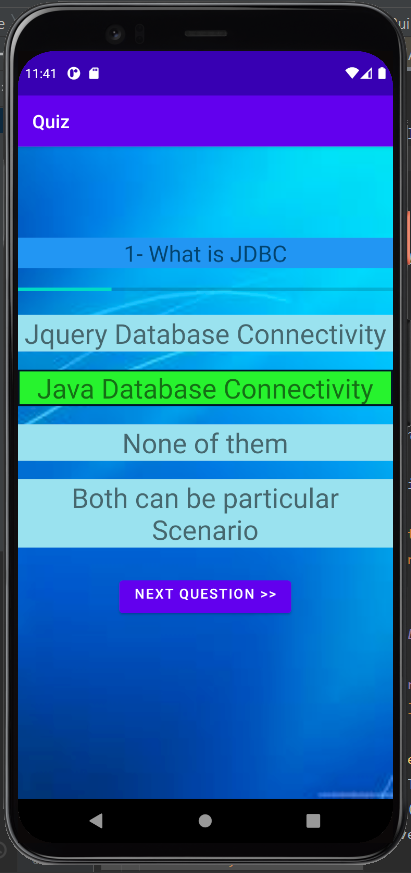 11:41
Quiz
1- What is JDBC
Jquery Database Connectivity
Java Database Connectivity
None of them
Both can be particular
Scenario
NEXT QUESTION >>